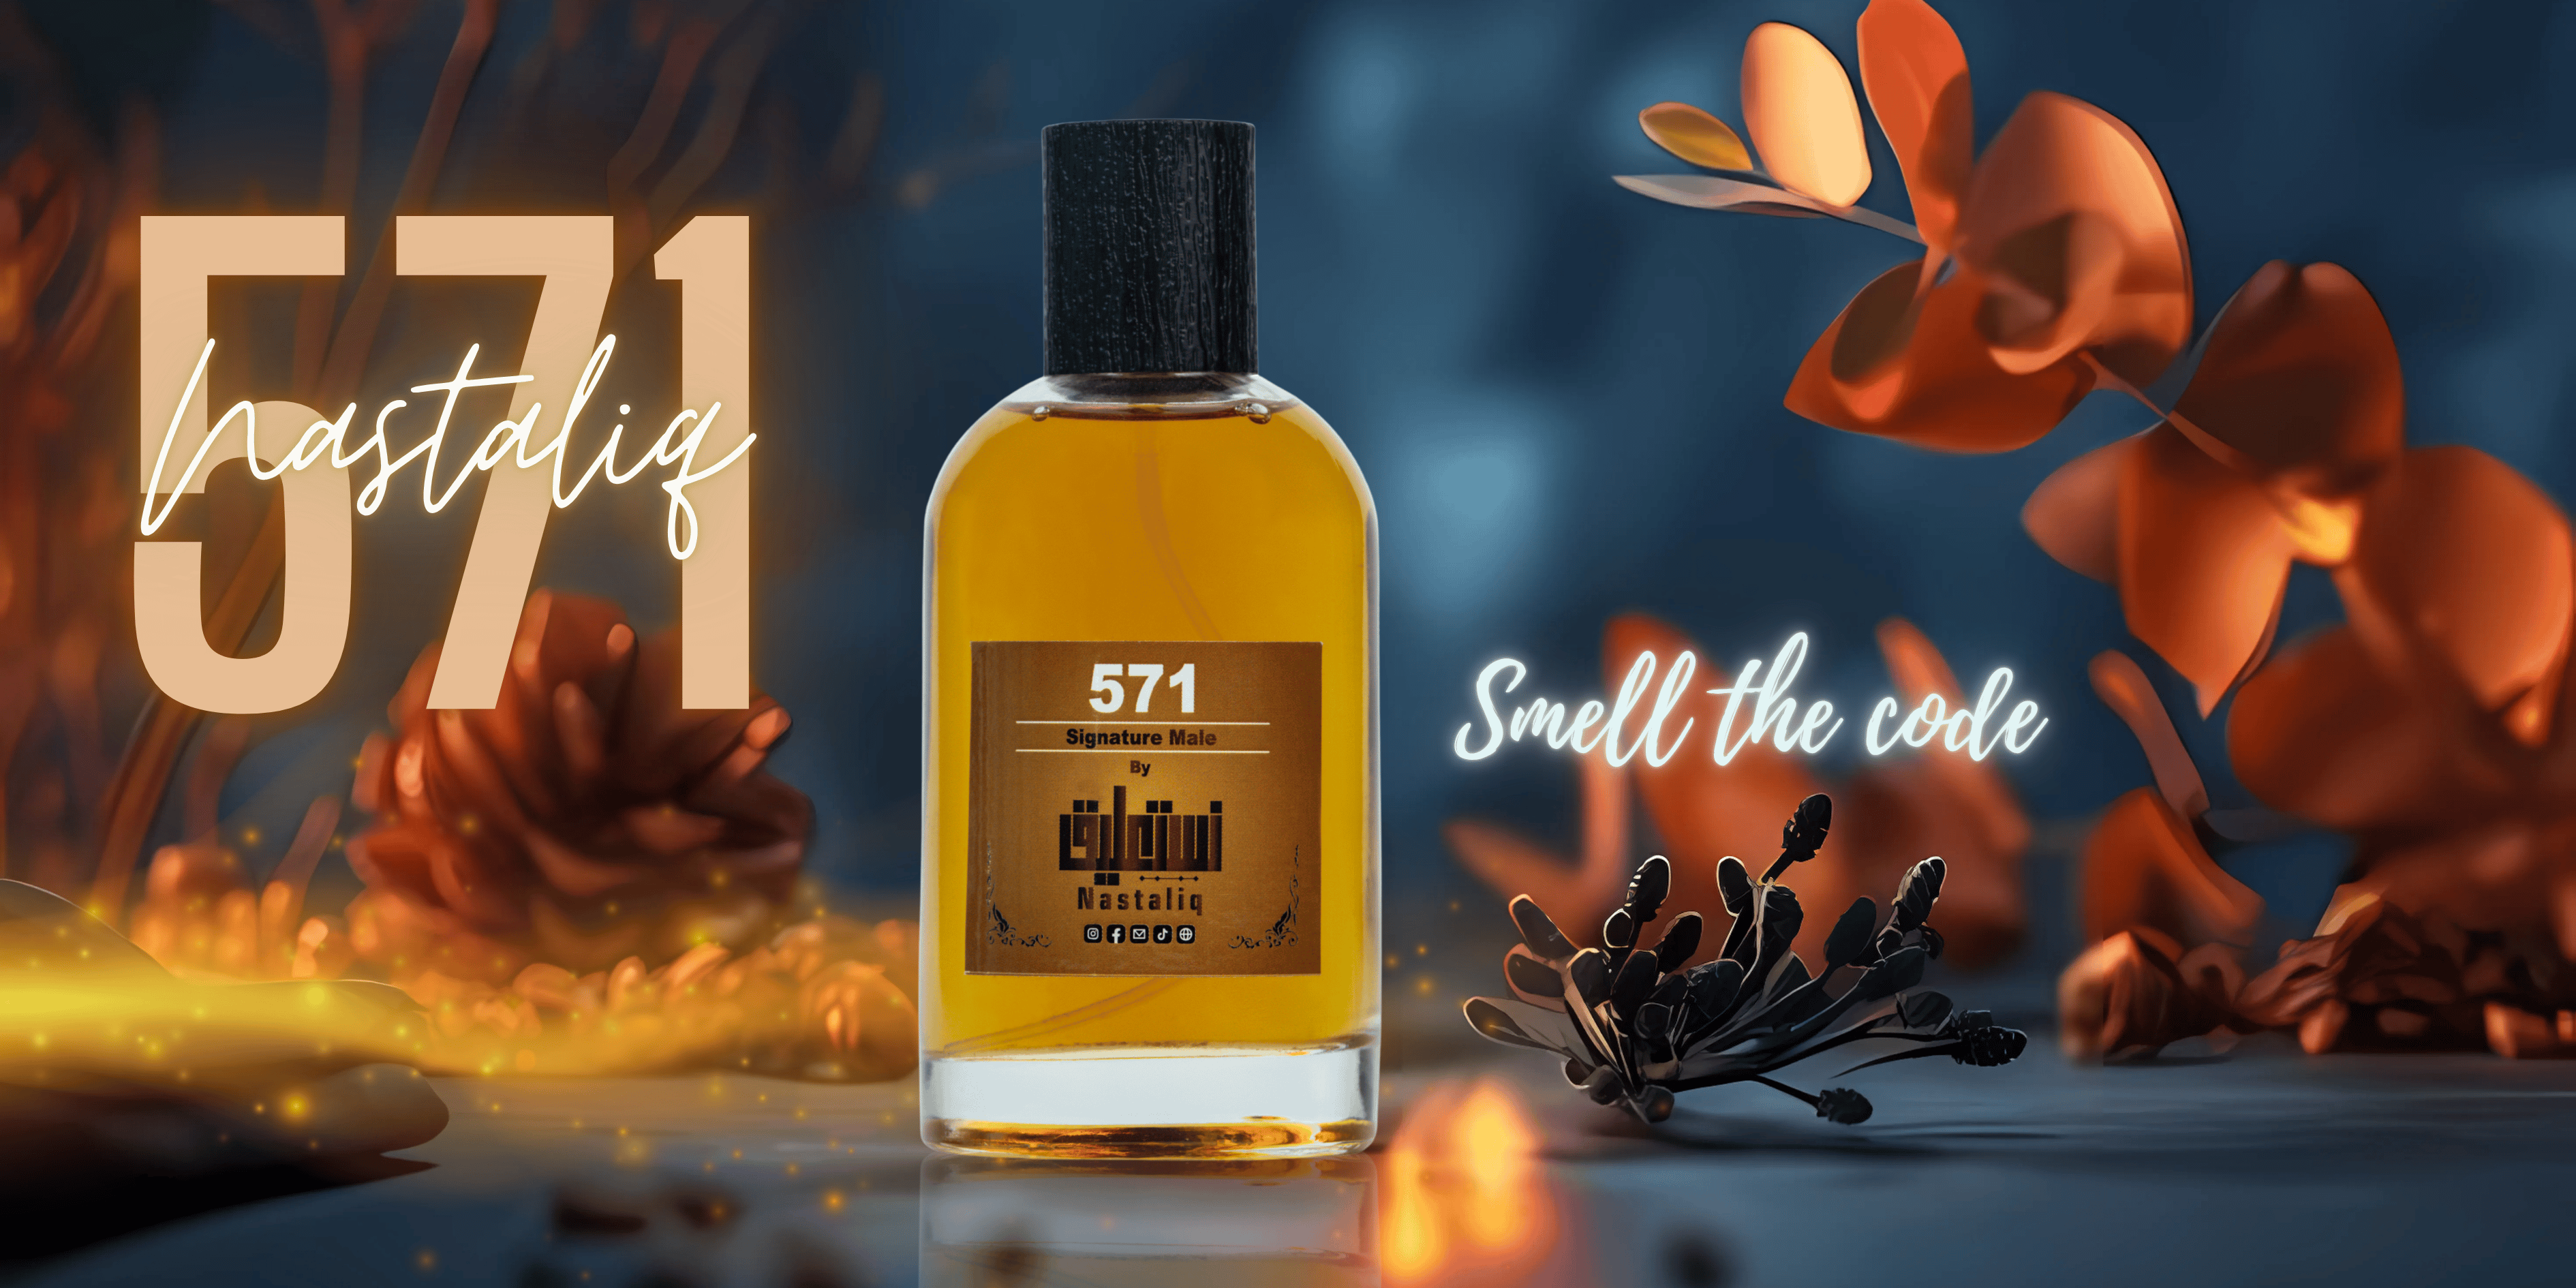 571
Nastaliq
571
Signature Male
By
نستعليق
Nastaliq
Smell the code